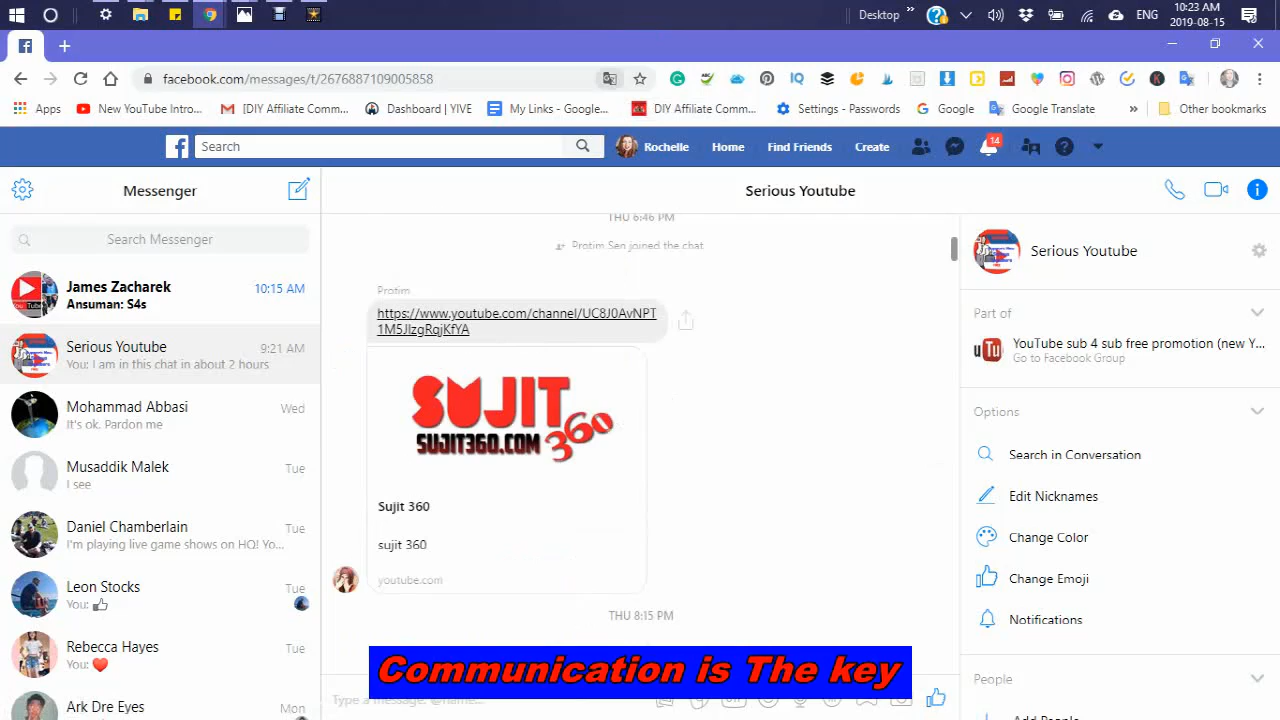 Desktop
ENG
10:23 AM
2019-08-15
facebook.com/messages/t/2676887109005858
Apps
New YouTube Intro...
[DIY Affiliate Comm...
Dashboard | YIVE
My Links - Google...
DIY Affiliate Comm...
Settings - Passwords
Google
Google Translate
Other bookmarks
Search
Rochelle
Home
Find Friends
Create
14
Messenger
Serious Youtube
Search Messenger
James Zacharek
10:15 AM
Ansuman: S4s
Serious Youtube
9:21 AM
You: I am in this chat in about 2 hours
Mohammad Abbasi
Wed
It's ok. Pardon me
Musaddik Malek
Tue
I see
Daniel Chamberlain
Tue
I'm playing live game shows on HQ! Yo...
Leon Stocks
Tue
You:
Rebecca Hayes
Tue
You:
Ark Dre Eyes
Mon
THU 6:46 PM
Protim Sen joined the chat
Protim
https://www.youtube.com/channel/UC8J0AvNPT
1M5JIzgRqjKfYA
SUJIT
360
SUJIT360.COM
Sujit 360
sujit 360
youtube.com
THU 8:15 PM
Communication is The key
Type a message, @name...
Serious Youtube
Part of
YouTube sub 4 sub free promotion (new Y...
Go to Facebook Group
Options
Search in Conversation
Edit Nicknames
Change Color
Change Emoji
Notifications
People
Add People